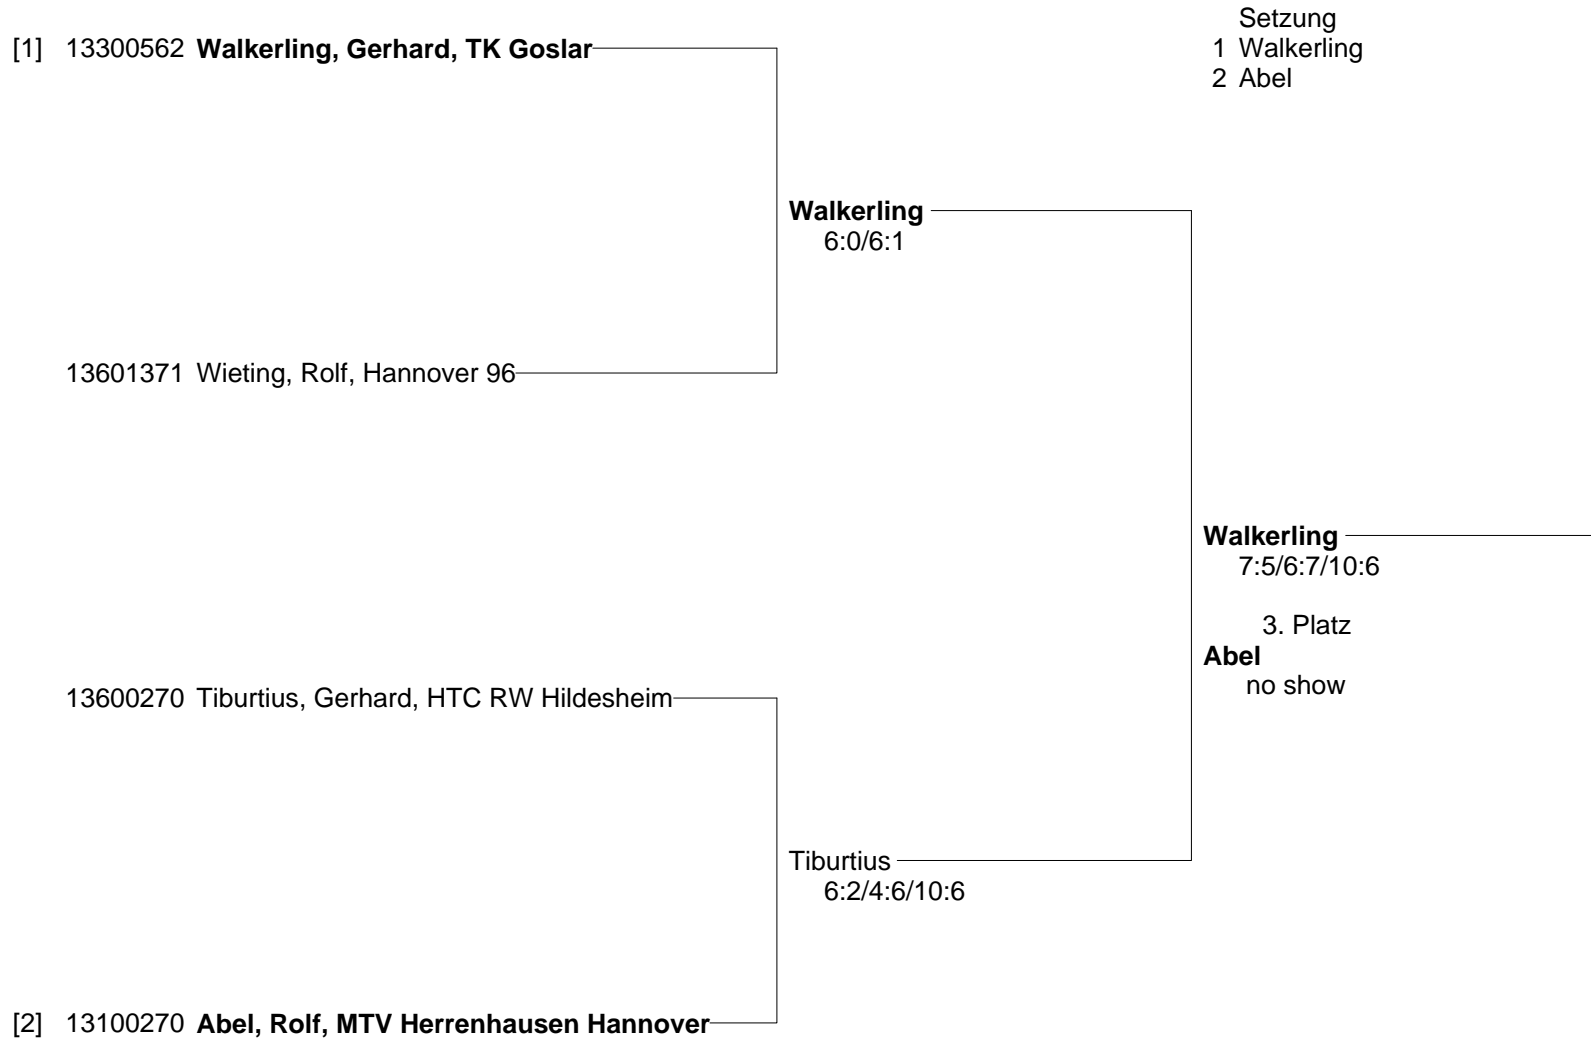 Setzung
[1] 13300562 Walkerling, Gerhard, TK Goslar
1 Walkerling
2 Abel
Walkerling
6:0/6:1
13601371 Wieting, Rolf, Hannover 96
Walkerling
7:5/6:7/10:6
3. Platz
Abel
no show
13600270 Tiburtius, Gerhard, HTC RW Hildesheim
Tiburtius
6:2/4:6/10:6
[2] 13100270 Abel, Rolf, MTV Herrenhausen Hannover